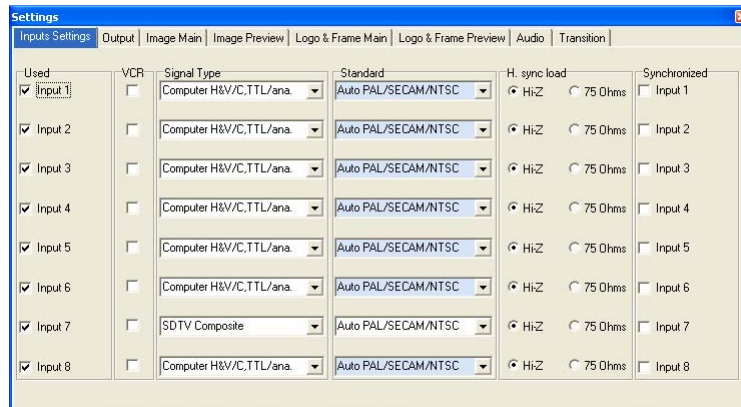 Settings
Inputs Settings Output Image Main Image Preview Logo & Frame Main Logo & Frame Preview Audio Transition
Used VCR Signal Type Standard H. sync load Synchronized
Input 1 Computer H&V/C,TTL/ana. Auto PAL/SECAM/NTSC Hi-Z 75 Ohms Input 1
Input 2 Computer H&V/C,TTL/ana. Auto PAL/SECAM/NTSC Hi-Z 75 Ohms Input 2
Input 3 Computer H&V/C,TTL/ana. Auto PAL/SECAM/NTSC Hi-Z 75 Ohms Input 3
Input 4 Computer H&V/C,TTL/ana. Auto PAL/SECAM/NTSC Hi-Z 75 Ohms Input 4
Input 5 Computer H&V/C,TTL/ana. Auto PAL/SECAM/NTSC Hi-Z 75 Ohms Input 5
Input 6 Computer H&V/C,TTL/ana. Auto PAL/SECAM/NTSC Hi-Z 75 Ohms Input 6
Input 7 SDTV Composite Auto PAL/SECAM/NTSC Hi-Z 75 Ohms Input 7
Input 8 Computer H&V/C,TTL/ana. Auto PAL/SECAM/NTSC Hi-Z 75 Ohms Input 8